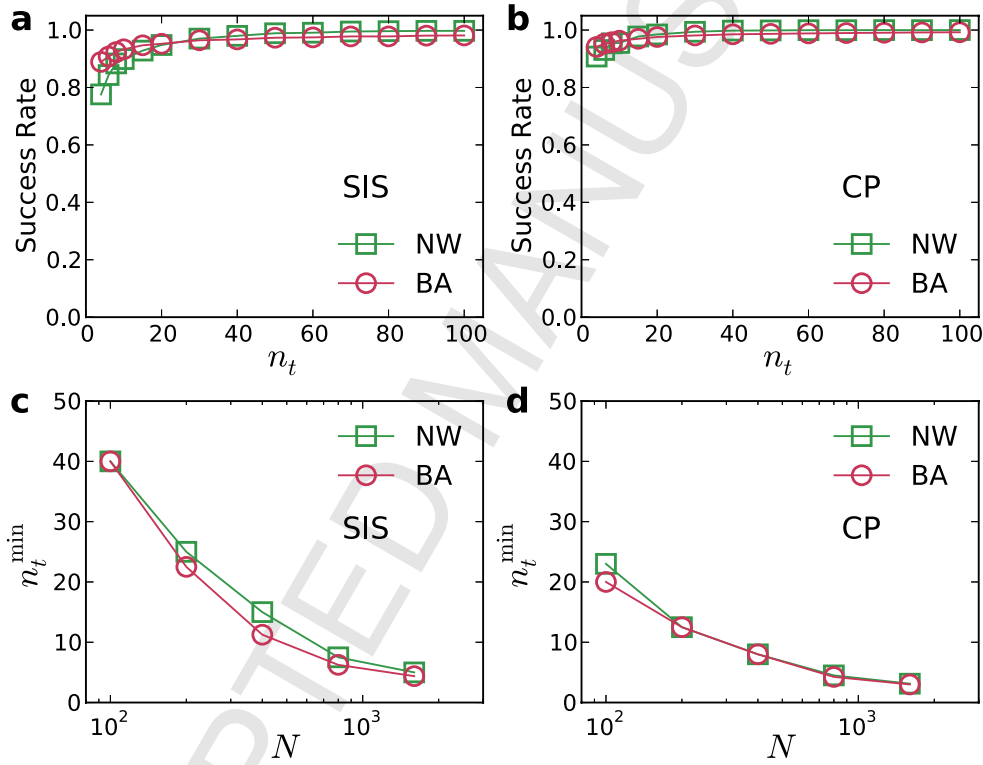 a
1.0
0.8
0.6
0.4
0.2
0.0
Success Rate
SIS
NW
BA
0 20 40 60 80 100
n_t
b
1.0
0.8
0.6
0.4
0.2
0.0
Success Rate
CP
NW
BA
0 20 40 60 80 100
n_t
c
50
40
30
20
10
0
n_t^min
NW
BA
SIS
10^2 10^3
N
d
50
40
30
20
10
0
n_t^min
NW
BA
CP
10^2 10^3
N
PTED MANUS